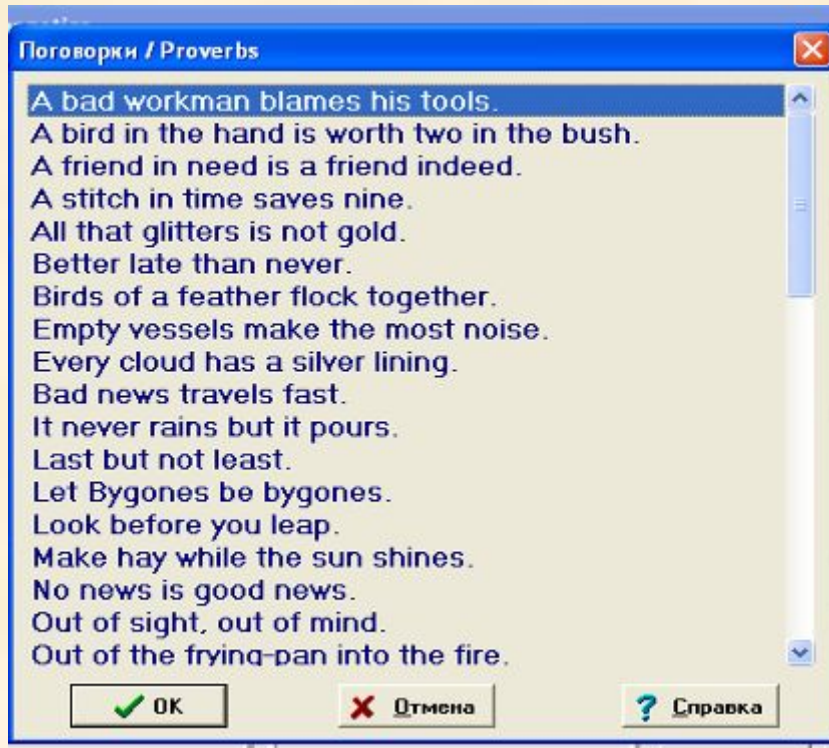 Поговорки / Proverbs
A bad workman blames his tools.
A bird in the hand is worth two in the bush.
A friend in need is a friend indeed.
A stitch in time saves nine.
All that glitters is not gold.
Better late than never.
Birds of a feather flock together.
Empty vessels make the most noise.
Every cloud has a silver lining.
Bad news travels fast.
It never rains but it pours.
Last but not least.
Let Bygones be bygones.
Look before you leap.
Make hay while the sun shines.
No news is good news.
Out of sight, out of mind.
Out of the frying-pan into the fire.
OK Отмена Справка